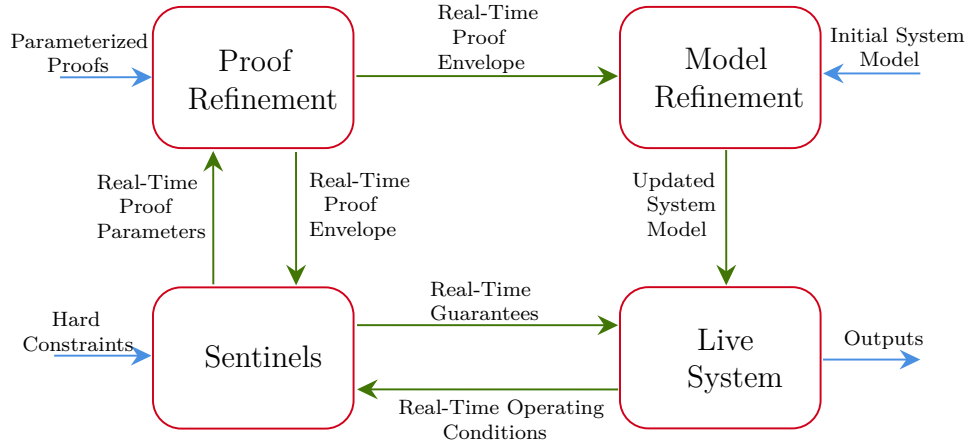 Real-Time
Proof
Envelope
Parameterized
Proofs
Proof
Refinement
Model
Refinement
Initial System
Model
Real-Time
Proof
Parameters
Real-Time
Proof
Envelope
Updated
System
Model
Hard
Constraints
Sentinels
Real-Time
Guarantees
Live
System
Outputs
Real-Time Operating
Conditions